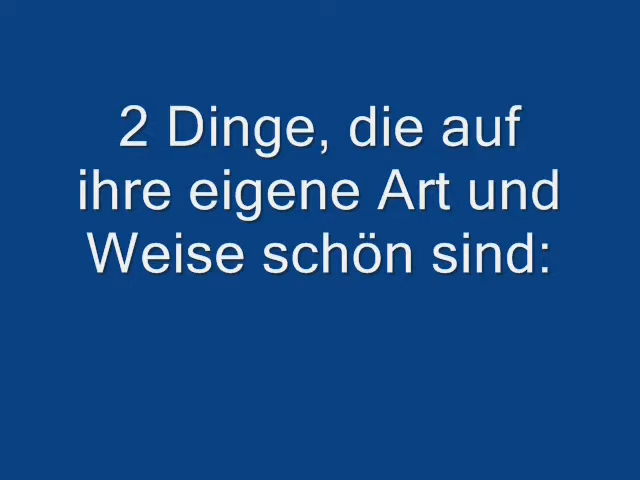 2 Dinge, die auf
ihre eigene Art und
Weise schön sind: